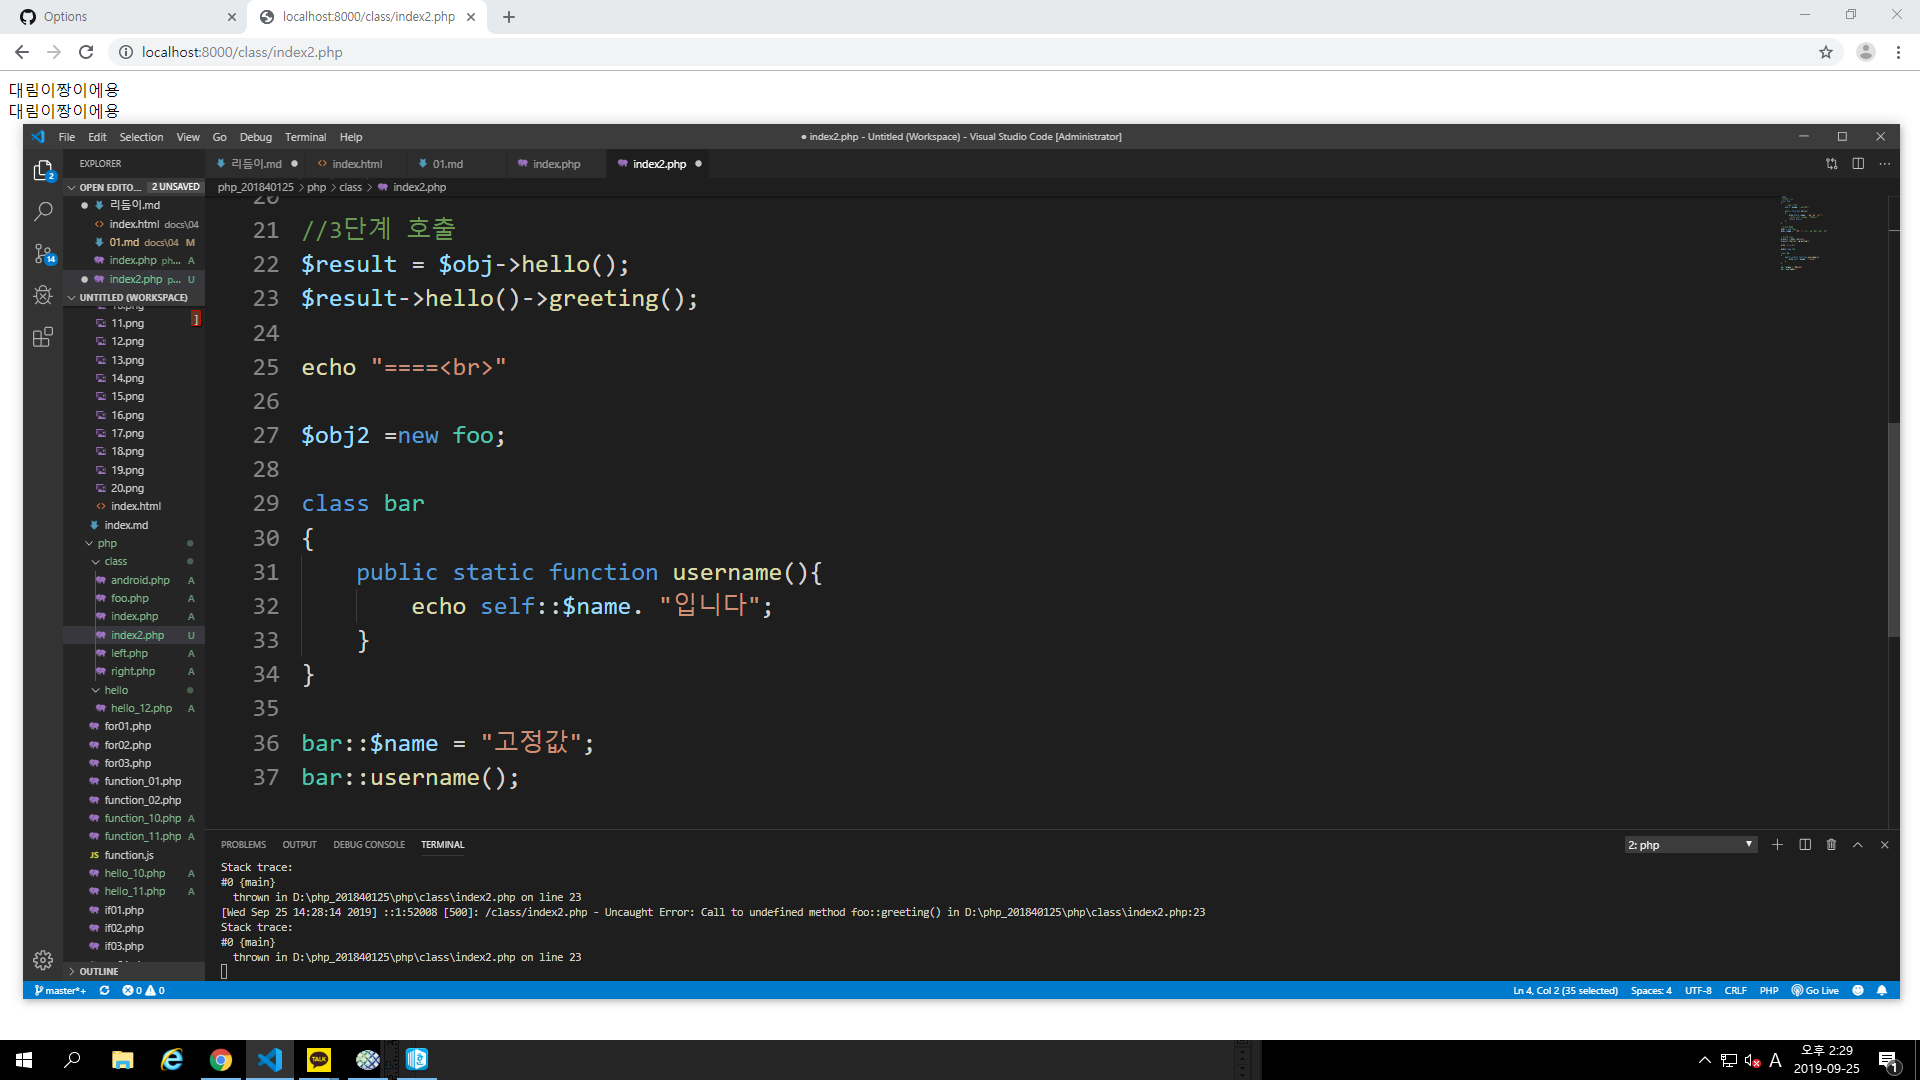 Options
localhost:8000/class/index2.php
localhost:8000/class/index2.php
대림이짱이에용
대림이짱이에용
File Edit Selection View Go Debug Terminal Help
● index2.php - Untitled (Workspace) - Visual Studio Code [Administrator]
EXPLORER
리듬이.md ●
index.html
01.md
index.php
index2.php ●
OPEN EDITO... 2 UNSAVED
php_201840125 > php > class > index2.php
● 리듬이.md
index.html docs\04
01.md docs\04 M
index.php ph... A
● index2.php p... U
UNTITLED (WORKSPACE)
11.png
12.png
13.png
14.png
15.png
16.png
17.png
18.png
19.png
20.png
index.html
index.md
php
class
android.php A
foo.php A
index.php A
index2.php U
left.php A
right.php A
hello
hello_12.php A
for01.php
for02.php
for03.php
function_01.php
function_02.php
function_10.php A
function_11.php A
function.js
hello_10.php A
hello_11.php A
if01.php
if02.php
if03.php
OUTLINE
20
21 //3단계 호출
22 $result = $obj->hello();
23 $result->hello()->greeting();
24
25 echo "====<br>"
26
27 $obj2 =new foo;
28
29 class bar
30 {
31 public static function username(){
32 echo self::$name. "입니다";
33 }
34 }
35
36 bar::$name = "고정값";
37 bar::username();
PROBLEMS OUTPUT DEBUG CONSOLE TERMINAL
2: php
Stack trace:
#0 {main}
thrown in D:\php_201840125\php\class\index2.php on line 23
[Wed Sep 25 14:28:14 2019] ::1:52008 [500]: /class/index2.php - Uncaught Error: Call to undefined method foo::greeting() in D:\php_201840125\php\class\index2.php:23
Stack trace:
#0 {main}
thrown in D:\php_201840125\php\class\index2.php on line 23
master*+ 0 0
Ln 4, Col 2 (35 selected) Spaces: 4 UTF-8 CRLF PHP Go Live
2
14
TALK
A
오후 2:29
2019-09-25
1